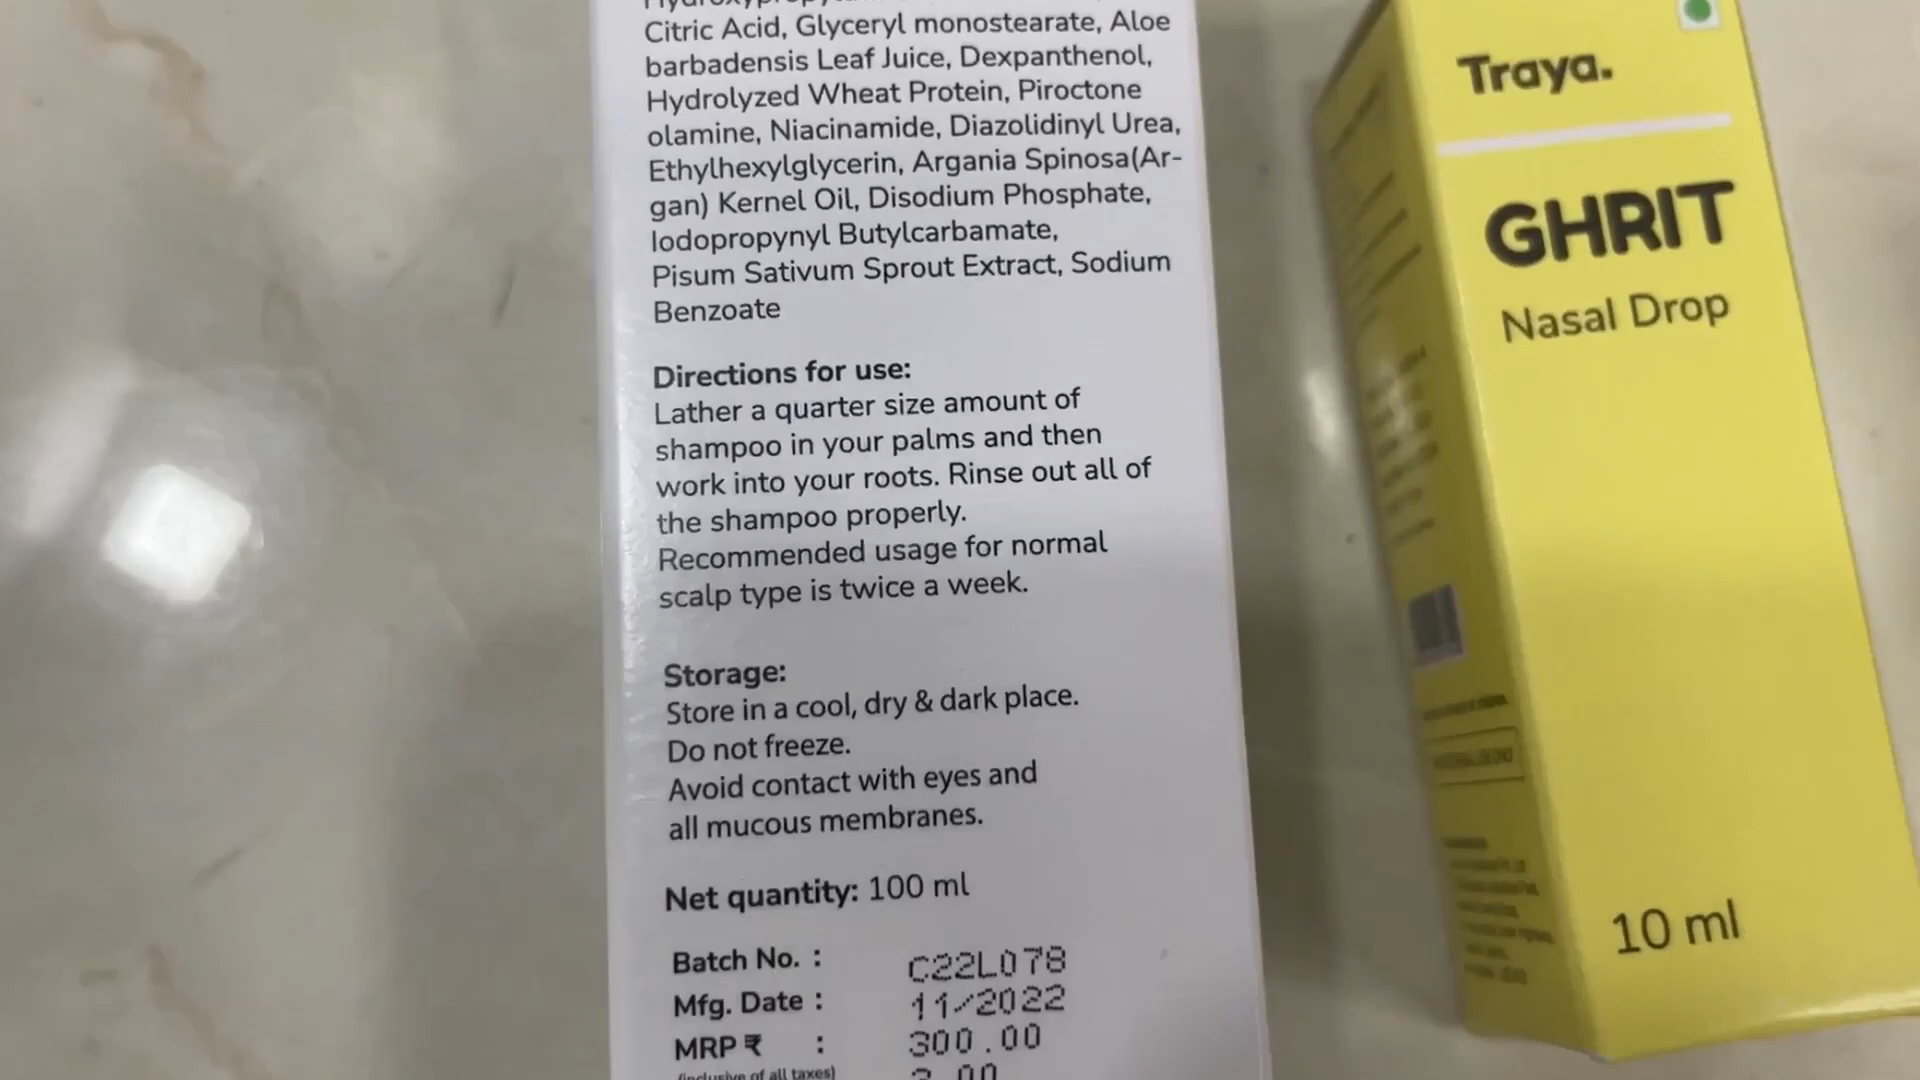 Citric Acid, Glyceryl monostearate, Aloe
barbadensis Leaf Juice, Dexpanthenol,
Hydrolyzed Wheat Protein, Piroctone
olamine, Niacinamide, Diazolidinyl Urea,
Ethylhexylglycerin, Argania Spinosa(Ar-
gan) Kernel Oil, Disodium Phosphate,
Iodopropynyl Butylcarbamate,
Pisum Sativum Sprout Extract, Sodium
Benzoate
Directions for use:
Lather a quarter size amount of
shampoo in your palms and then
work into your roots. Rinse out all of
the shampoo properly.
Recommended usage for normal
scalp type is twice a week.
Storage:
Store in a cool, dry & dark place.
Do not freeze.
Avoid contact with eyes and
all mucous membranes.
Net quantity: 100 ml
Batch No. : C22L078
Mfg. Date : 11/2022
MRP ₹ : 300.00
(inclusive of all taxes)
Traya.
GHRIT
Nasal Drop
10 ml